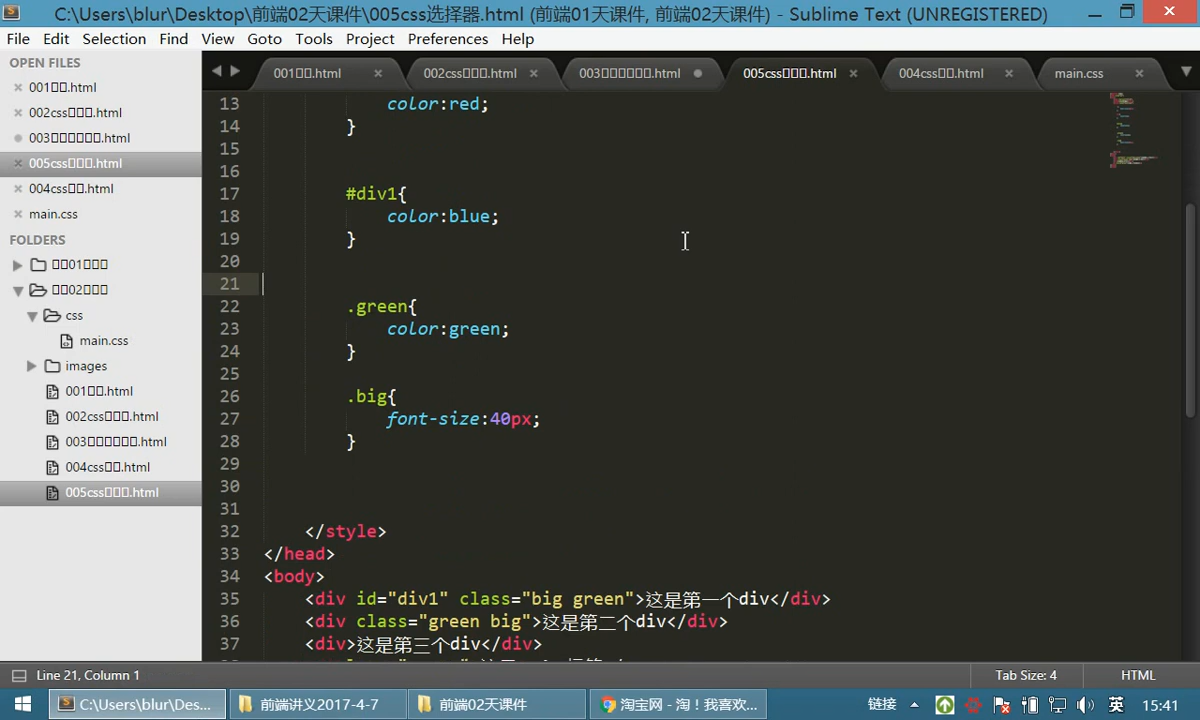 C:\Users\blur\Desktop\前端02天课件\005css选择器.html (前端01天课件, 前端02天课件) - Sublime Text (UNREGISTERED)
File Edit Selection Find View Goto Tools Project Preferences Help
OPEN FILES
001□□.html
002css□□□.html
003□□□□□□.html
005css□□□.html
004css□□.html
main.css
FOLDERS
□□01□□□
□□02□□□
css
main.css
images
001□□.html
002css□□□.html
003□□□□□□.html
004css□□.html
005css□□□.html
001□□.html 002css□□□.html 003□□□□□□.html 005css□□□.html 004css□□.html main.css
13 color:red;
14 }
15
16
17 #div1{
18 color:blue;
19 }
20
21
22 .green{
23 color:green;
24 }
25
26 .big{
27 font-size:40px;
28 }
29
30
31
32 </style>
33 </head>
34 <body>
35 <div id="div1" class="big green">这是第一个div</div>
36 <div class="green big">这是第二个div</div>
37 <div>这是第三个div</div>
Line 21, Column 1 Tab Size: 4 HTML
C:\Users\blur\Des... 前端讲义2017-4-7 前端02天课件 淘宝网 - 淘！我喜欢... 链接 英 15:41